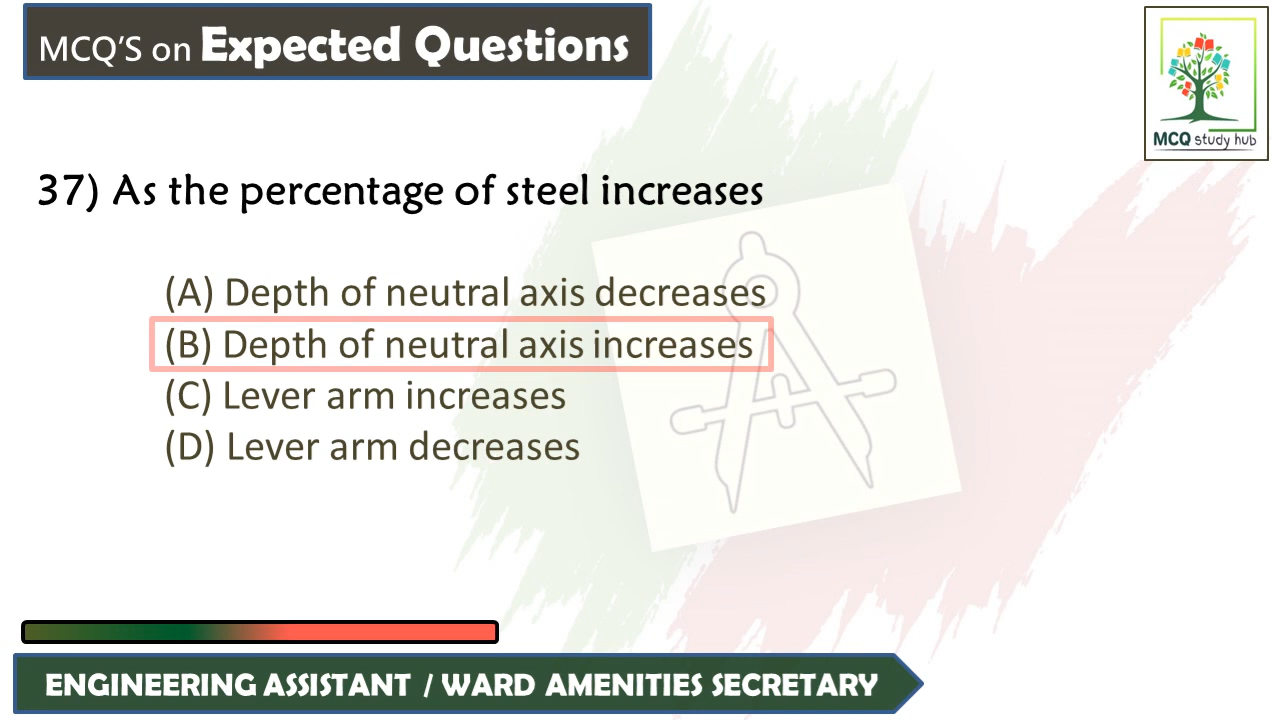 MCQ'S on Expected Questions
MCQ study hub
37) As the percentage of steel increases
(A) Depth of neutral axis decreases
(B) Depth of neutral axis increases
(C) Lever arm increases
(D) Lever arm decreases
ENGINEERING ASSISTANT / WARD AMENITIES SECRETARY